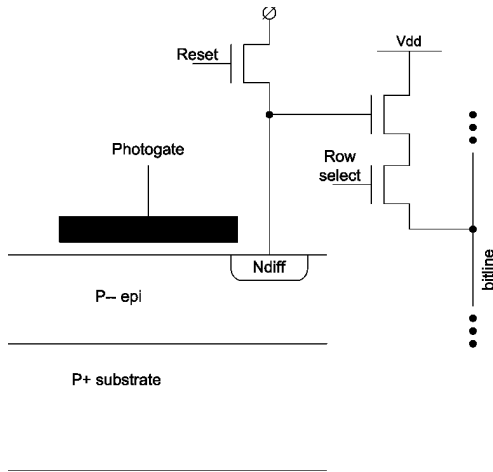 Reset
Vdd
Photogate
Row
select
Ndiff
P-- epi
bitline
P+ substrate